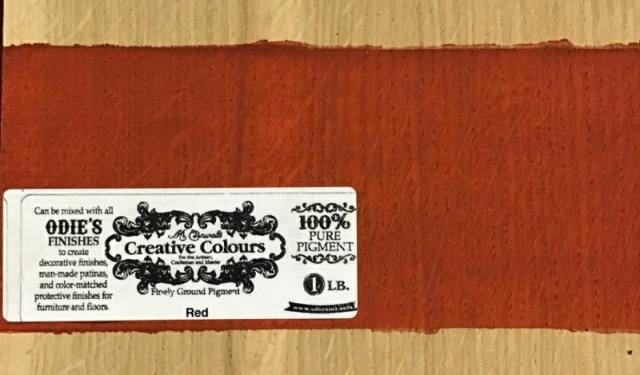 Can be mixed with all
ODIE'S
FINISHES
to create
decorative finishes,
man-made patinas,
and color-matched
protective finishes for
furniture and floors.
Mr. Cornwall's
Creative Colours
For the Artisan,
Craftsman and Master
Finely Ground Pigment
Red
100%
PURE
PIGMENT
1 LB.